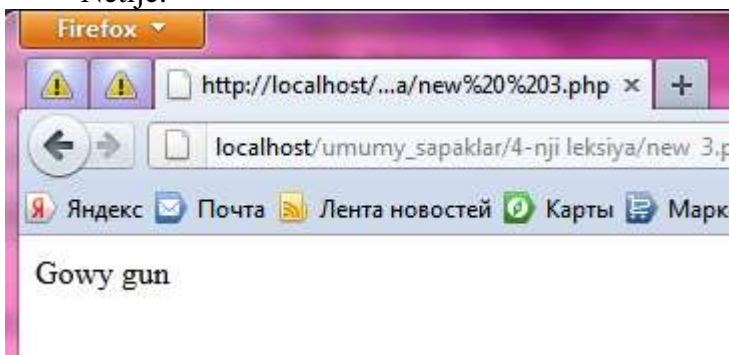 Netije:
Firefox
http://localhost/...a/new%20%203.php × +
localhost/umumy_sapaklar/4-nji leksiya/new 3.p
Яндекс Почта Лента новостей Карты Марк
Gowy gun